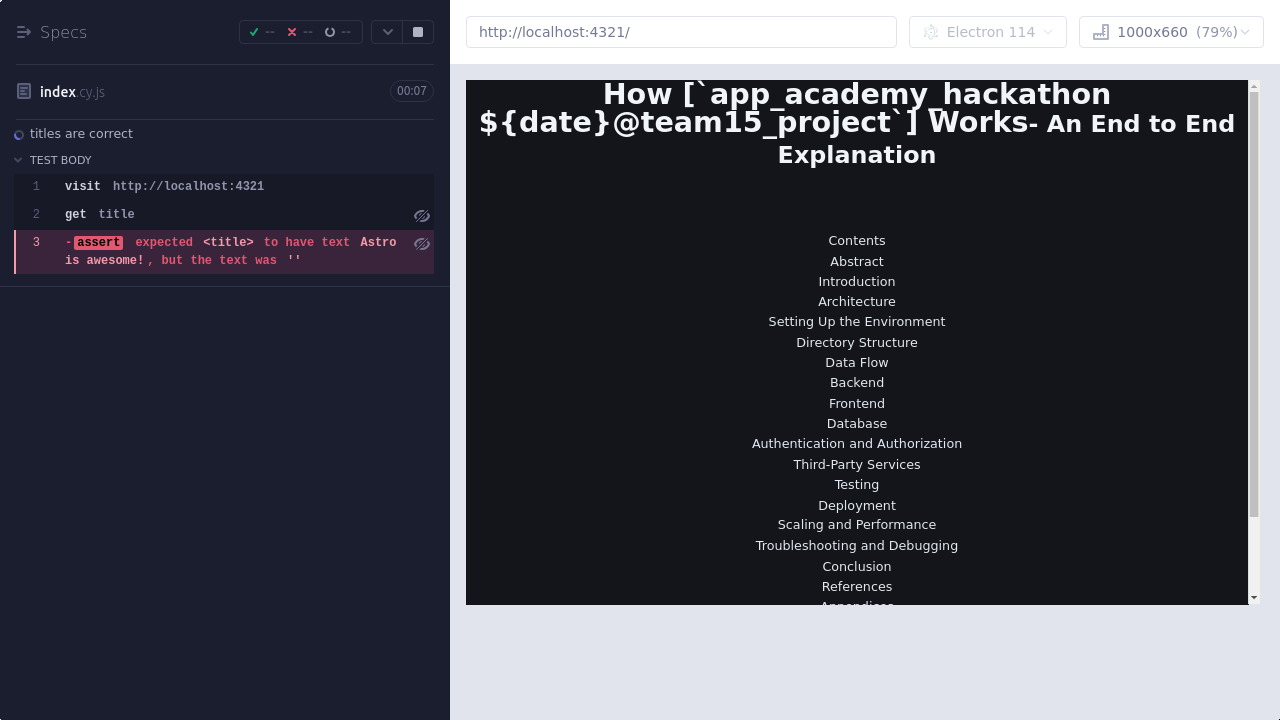 Specs
--
--
--
index.cy.js
00:07
titles are correct
TEST BODY
1 visit http://localhost:4321
2 get title
3 -assert expected <title> to have text Astro
is awesome!, but the text was ''
http://localhost:4321/
Electron 114
1000x660 (79%)
How [`app_academy_hackathon
${date}@team15_project`] Works- An End to End
Explanation
Contents
Abstract
Introduction
Architecture
Setting Up the Environment
Directory Structure
Data Flow
Backend
Frontend
Database
Authentication and Authorization
Third-Party Services
Testing
Deployment
Scaling and Performance
Troubleshooting and Debugging
Conclusion
References
Appendices